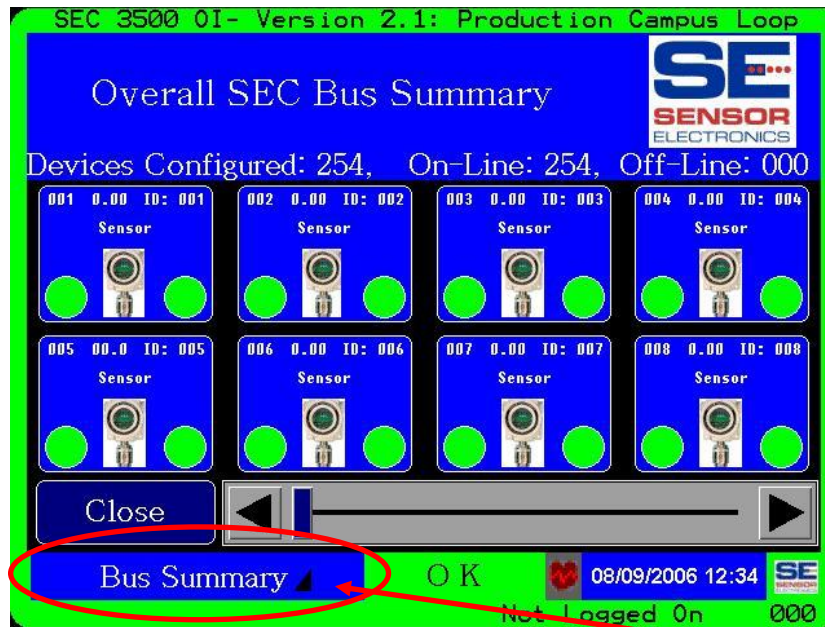 SEC 3500 OI- Version 2.1: Production Campus Loop
Overall SEC Bus Summary
SE
SENSOR
ELECTRONICS
Devices Configured: 254, On-Line: 254, Off-Line: 000
001 0.00 ID: 001
Sensor
002 0.00 ID: 002
Sensor
003 0.00 ID: 003
Sensor
004 0.00 ID: 004
Sensor
005 00.0 ID: 005
Sensor
006 0.00 ID: 006
Sensor
007 0.00 ID: 007
Sensor
008 0.00 ID: 008
Sensor
Close
Bus Summary
OK
08/09/2006 12:34
SE
SENSOR
ELECTRONICS
Not Logged On 000